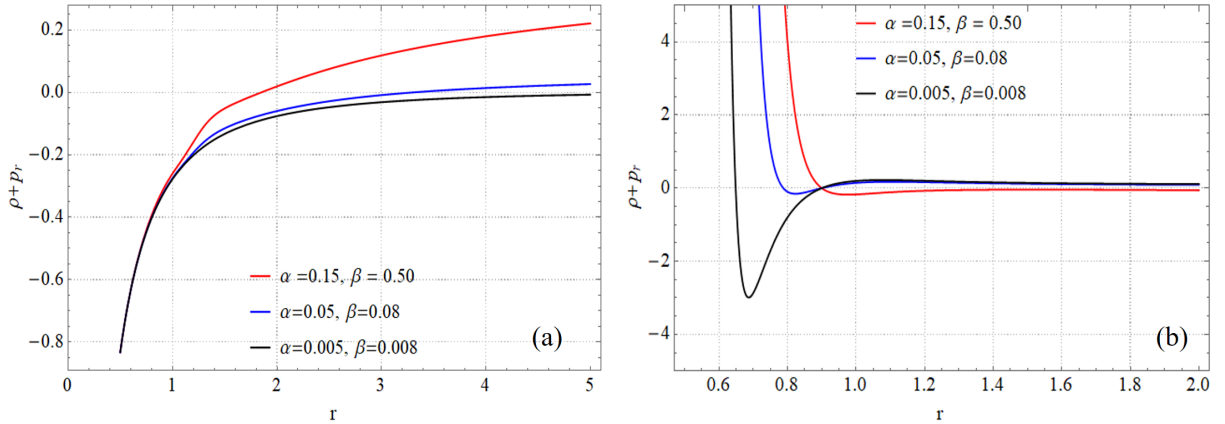 0.2
0.0
−0.2
−0.4
−0.6
−0.8
ρ+pᵣ
α=0.15, β = 0.50
α=0.05, β=0.08
α=0.005, β=0.008
(a)
0 1 2 3 4 5
r
4
2
0
−2
−4
ρ+pᵣ
α=0.15, β = 0.50
α=0.05, β=0.08
α=0.005, β=0.008
(b)
0.6 0.8 1.0 1.2 1.4 1.6 1.8 2.0
r